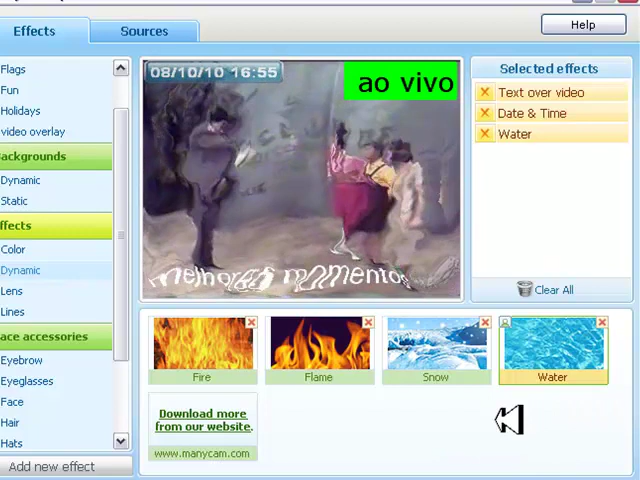 Effects
Sources
Help
Flags
Fun
Holidays
video overlay
ackgrounds
Dynamic
Static
ffects
Color
Dynamic
Lens
Lines
ace accessories
Eyebrow
Eyeglasses
Face
Hair
Hats
Add new effect
08/10/10 16:55
ao vivo
melhores momentos
Selected effects
Text over video
Date & Time
Water
Clear All
Fire
Flame
Snow
Water
Download more
from our website.
www.manycam.com